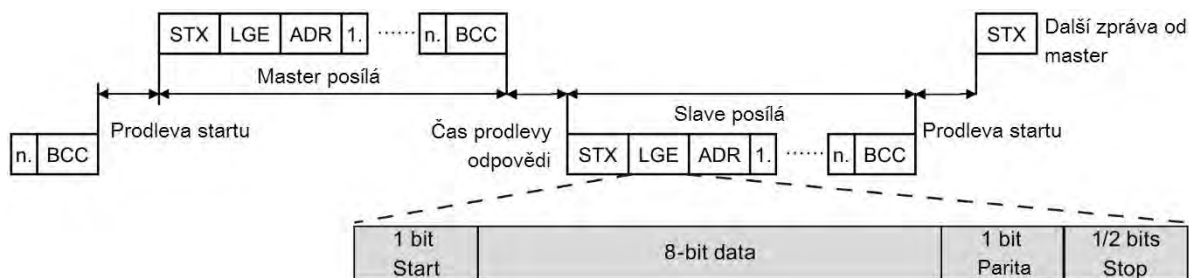 STX LGE ADR 1. ...... n. BCC
STX
Další zpráva od
master
Master posílá
Slave posílá
Prodleva startu
Čas prodlevy
odpovědi
Prodleva startu
n. BCC
STX LGE ADR 1. ...... n. BCC
1 bit
Start
8-bit data
1 bit
Parita
1/2 bits
Stop